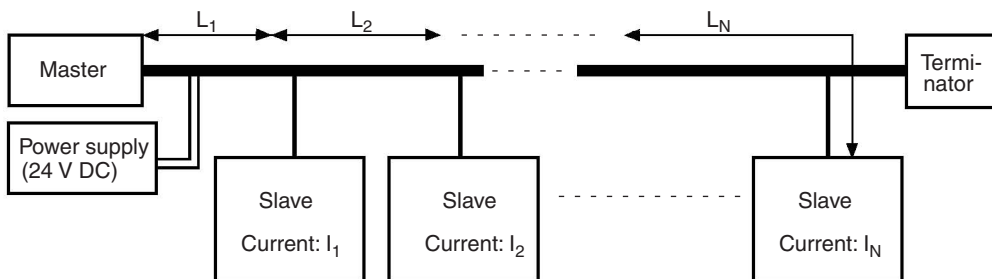 L1
L2
LN
Master
Termi-
nator
Power supply
(24 V DC)
Slave
Current: I1
Slave
Current: I2
Slave
Current: IN